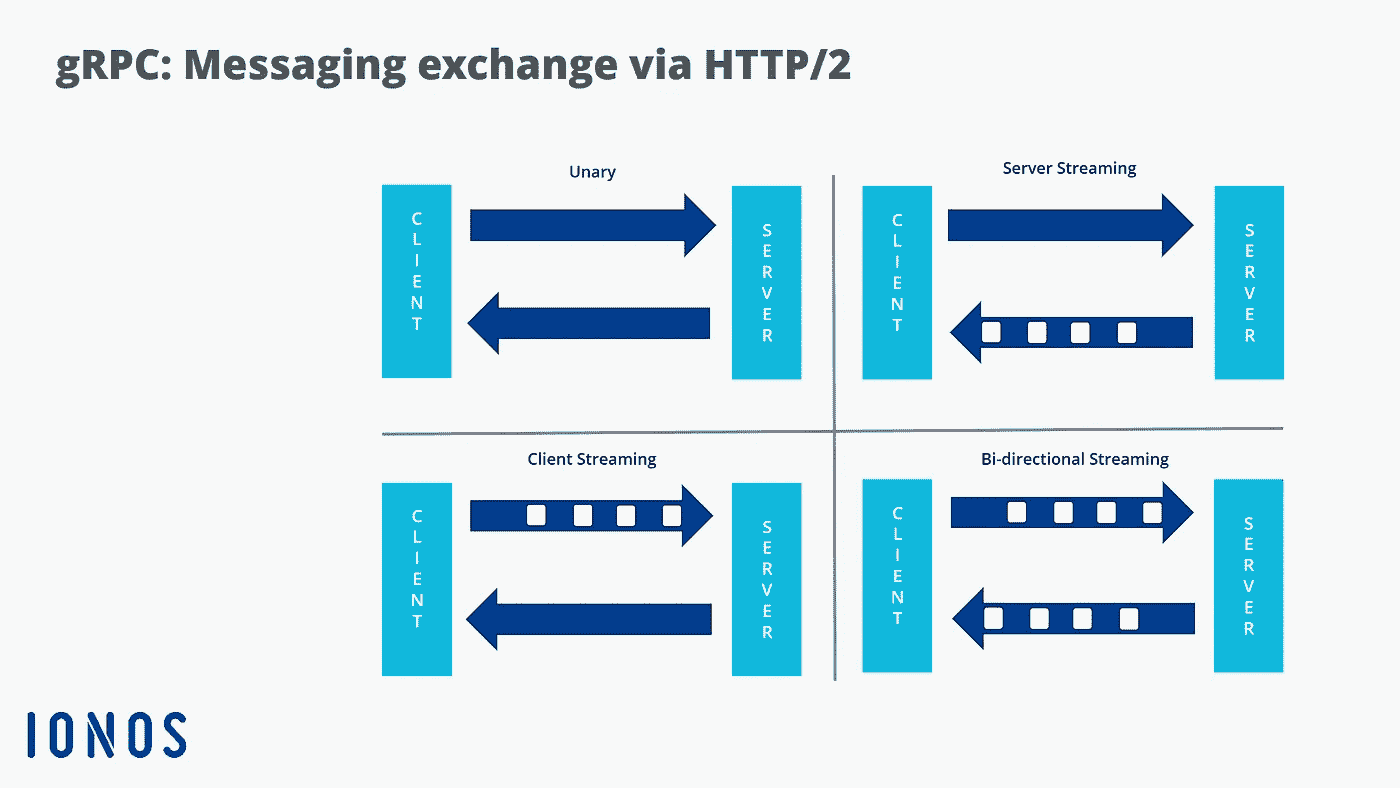 gRPC: Messaging exchange via HTTP/2
Unary
CLIENT
SERVER
Server Streaming
CLIENT
SERVER
Client Streaming
CLIENT
SERVER
Bi-directional Streaming
CLIENT
SERVER
IONOS